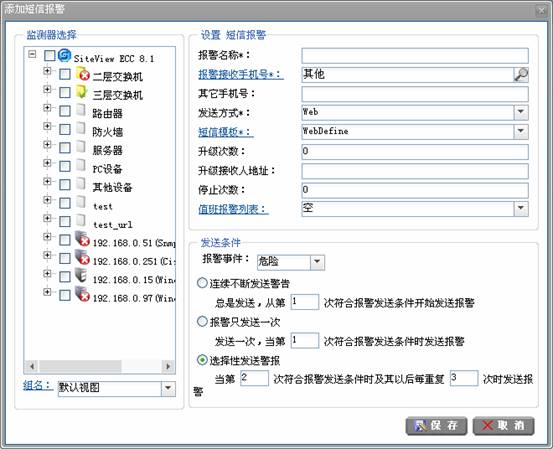 添加短信报警
监测器选择
SiteView ECC 8.1
二层交换机
三层交换机
路由器
防火墙
服务器
PC设备
其他设备
test
test_url
192.168.0.51(Snmp
192.168.0.251(Cis
192.168.0.15(Wind
192.168.0.97(Wind
组名： 默认视图
设置 短信报警
报警名称*：
报警接收手机号*： 其他
其它手机号：
发送方式*： Web
短信模板*： WebDefine
升级次数： 0
升级接收人地址：
停止次数： 0
值班报警列表： 空
发送条件
报警事件： 危险
连续不断发送警告
总是发送，从第 1 次符合报警发送条件开始发送报警
报警只发送一次
发送一次，当第 1 次符合报警发送条件时发送报警
选择性发送警报
当第 2 次符合报警发送条件时及其以后每重复 3 次时发送报
警
保存 取消